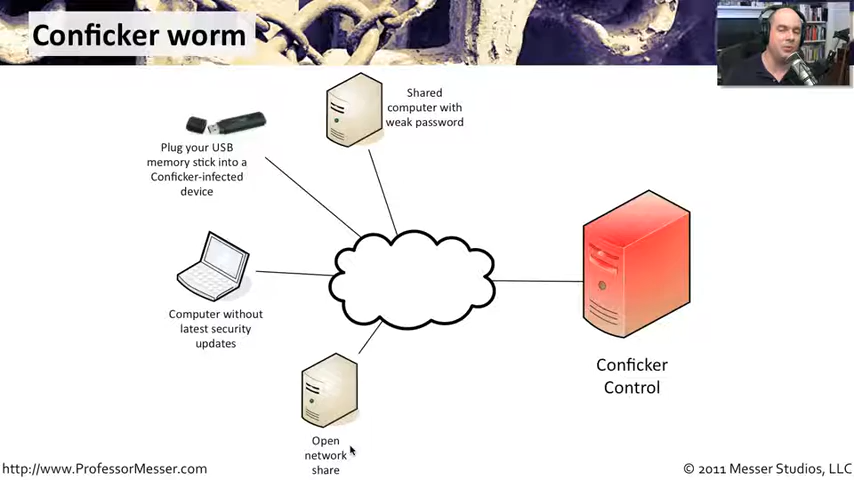 Conficker worm
Shared
computer with
weak password
Plug your USB
memory stick into a
Conficker-infected
device
Computer without
latest security
updates
Open
network
share
Conficker
Control
http://www.ProfessorMesser.com
© 2011 Messer Studios, LLC